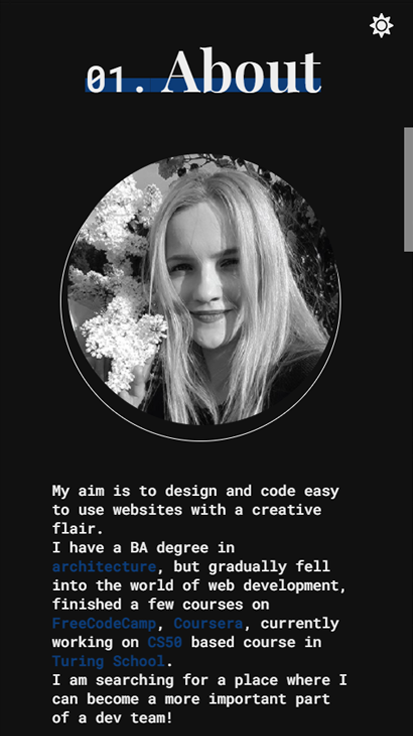 01. About
My aim is to design and code easy
to use websites with a creative
flair.
I have a BA degree in
architecture, but gradually fell
into the world of web development,
finished a few courses on
FreeCodeCamp, Coursera, currently
working on CS50 based course in
Turing School.
I am searching for a place where I
can become a more important part
of a dev team!